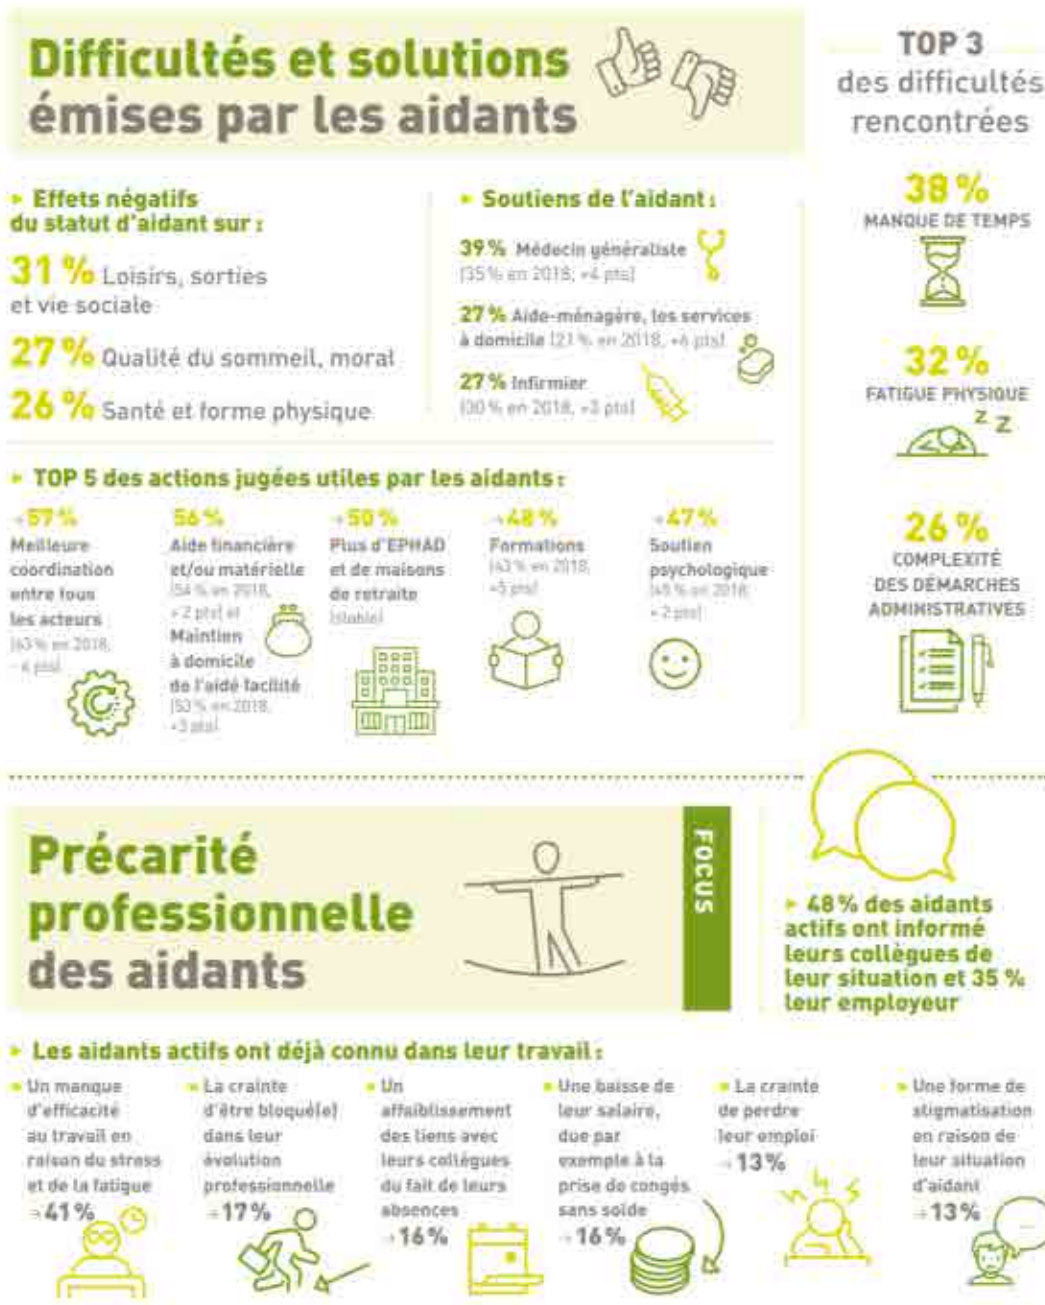 Difficultés et solutions
émises par les aidants
▸ Effets négatifs
du statut d'aidant sur :
31 % Loisirs, sorties
et vie sociale
27 % Qualité du sommeil, moral
26 % Santé et forme physique
▸ Soutiens de l'aidant :
39 % Médecin généraliste
(35 % en 2018, +4 pts)
27 % Aide-ménagère, les services
à domicile (21 % en 2018, +6 pts)
27 % Infirmier
(30 % en 2018, -3 pts)
TOP 3
des difficultés
rencontrées
38 %
MANQUE DE TEMPS
32 %
FATIGUE PHYSIQUE
Z Z
26 %
COMPLEXITÉ
DES DÉMARCHES
ADMINISTRATIVES
▸ TOP 5 des actions jugées utiles par les aidants :
→57 %
Meilleure
coordination
entre tous
les acteurs
(63 % en 2018,
pts)
56 %
Aide financière
et/ou matérielle
(54 % en 2018,
+ 2 pts) et
Maintien
à domicile
de l'aidé facilité
(53 % en 2018,
+3 pts)
→50 %
Plus d'EPHAD
et de maisons
de retraite
(stable)
→48 %
Formations
(43 % en 2018,
+5 pts)
→47 %
Soutien
psychologique
(45 % en 2018,
+ 2 pts)
Précarité
professionnelle
des aidants
FOCUS
▸ 48 % des aidants
actifs ont informé
leurs collègues de
leur situation et 35 %
leur employeur
▸ Les aidants actifs ont déjà connu dans leur travail :
Un manque
d'efficacité
au travail en
raison du stress
et de la fatigue
→41 %
La crainte
d'être bloqué(e)
dans leur
évolution
professionnelle
→17 %
Un
affaiblissement
des liens avec
leurs collègues
du fait de leurs
absences
→16 %
Une baisse de
leur salaire,
due par
exemple à la
prise de congés
sans solde
→16 %
La crainte
de perdre
leur emploi
→13 %
Une forme de
stigmatisation
en raison de
leur situation
d'aidant
→13 %